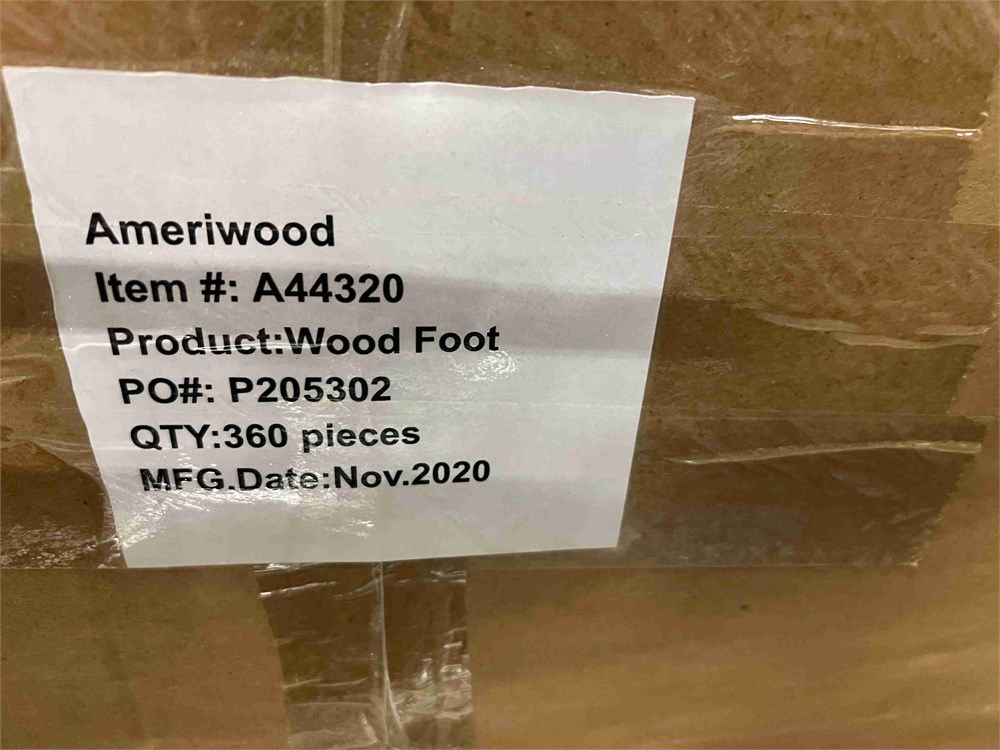 Ameriwood
Item #: A44320
Product:Wood Foot
PO#: P205302
QTY:360 pieces
MFG.Date:Nov.2020